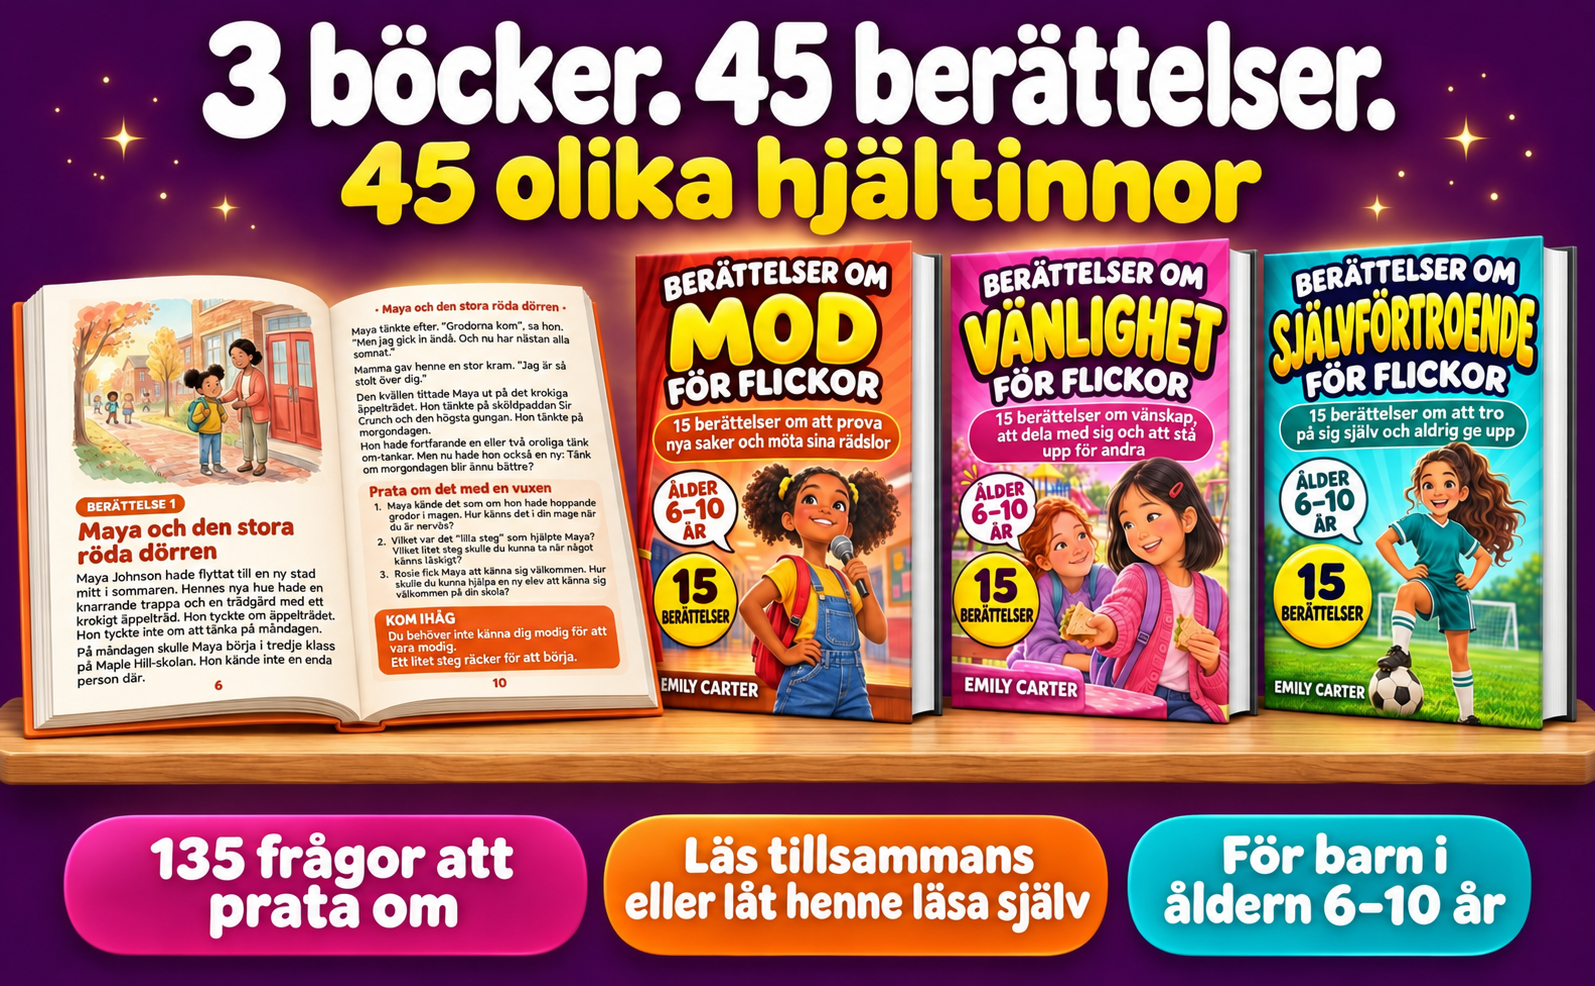 3 böcker. 45 berättelser.
45 olika hjältinnor
BERÄTTELSE 1
Maya och den stora
röda dörren
Maya Johnson hade flyttat till en ny stad
mitt i sommaren. Hennes nya hue hade en
knarrande trappa och en trädgård med ett
krokigt äppelträd. Hon tyckte om äppelträdet.
Hon tyckte inte om att tänka på måndagen.
På måndagen skulle Maya börja i tredje klass
på Maple Hill-skolan. Hon kände inte en enda
person där.
6
• Maya och den stora röda dörren •
Maya tänkte efter. "Grodorna kom", sa hon.
"Men jag gick in ändå. Och nu har nästan alla
somnat."
Mamma gav henne en stor kram. "Jag är så
stolt över dig."
Den kvällen tittade Maya ut på det krokiga
äppelträdet. Hon tänkte på sköldpaddan Sir
Crunch och den högsta gungan. Hon tänkte på
morgondagen.
Hon hade fortfarande en eller två oroliga tänk
om-tankar. Men nu hade hon också en ny: Tänk
om morgondagen blir ännu bättre?
Prata om det med en vuxen
1. Maya kände det som om hon hade hoppande
grodor i magen. Hur känns det i din mage när
du är nervös?
2. Vilket var det "lilla steg" som hjälpte Maya?
Vilket litet steg skulle du kunna ta när något
känns låskigt?
3. Rosie fick Maya att känna sig välkommen. Hur
skulle du kunna hjälpa en ny elev att känna sig
välkommen på din skola?
KOM IHÅG
Du behöver inte känna dig modig för att
vara modig.
Ett litet steg räcker för att börja.
10
BERÄTTELSER OM
MOD
FÖR FLICKOR
15 berättelser om att prova
nya saker och möta sina rädslor
ÅLDER
6–10
ÅR
15
BERÄTTELSER
EMILY CARTER
BERÄTTELSER OM
VÄNLIGHET
FÖR FLICKOR
15 berättelser om vänskap,
att dela med sig och att stå
upp för andra
ÅLDER
6–10
ÅR
15
BERÄTTELSER
EMILY CARTER
BERÄTTELSER OM
SJÄLVFÖRTROENDE
FÖR FLICKOR
15 berättelser om att tro
på sig själv och aldrig ge upp
ÅLDER
6–10
ÅR
15
BERÄTTELSER
EMILY CARTER
135 frågor att
prata om
Läs tillsammans
eller låt henne läsa själv
För barn i
åldern 6–10 år